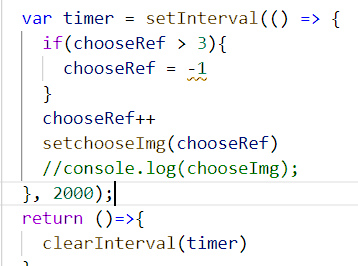 var timer = setInterval(() => {
if(chooseRef > 3){
chooseRef = -1
}
chooseRef++
setchooseImg(chooseRef)
//console.log(chooseImg);
}, 2000);
return ()=>{
clearInterval(timer)
}